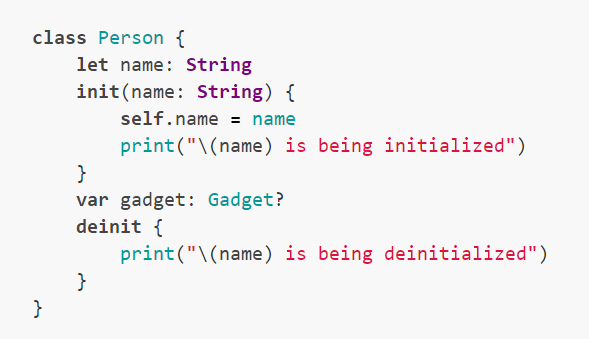 class Person {
    let name: String
    init(name: String) {
        self.name = name
        print("\(name) is being initialized")
    }
    var gadget: Gadget?
    deinit {
        print("\(name) is being deinitialized")
    }
}